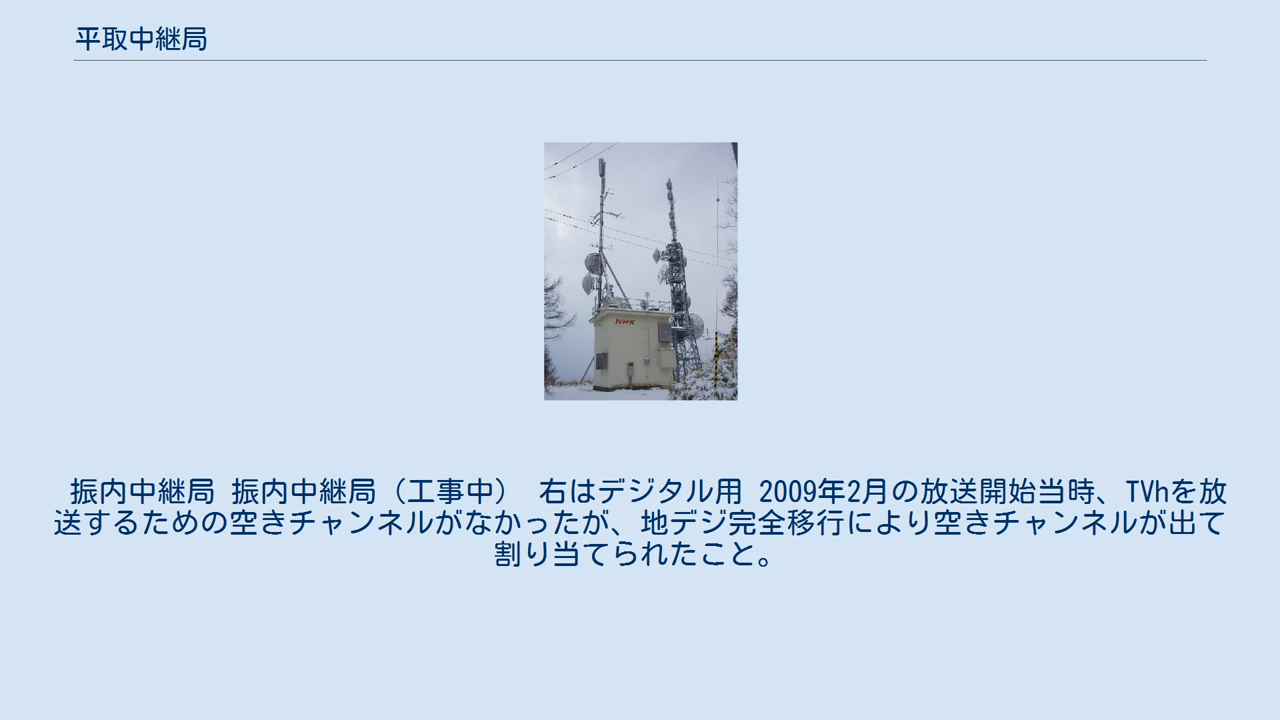 平取中継局
NHK
振内中継局 振内中継局（工事中） 右はデジタル用 2009年2月の放送開始当時、TVhを放
送するための空きチャンネルがなかったが、地デジ完全移行により空きチャンネルが出て
割り当てられたこと。